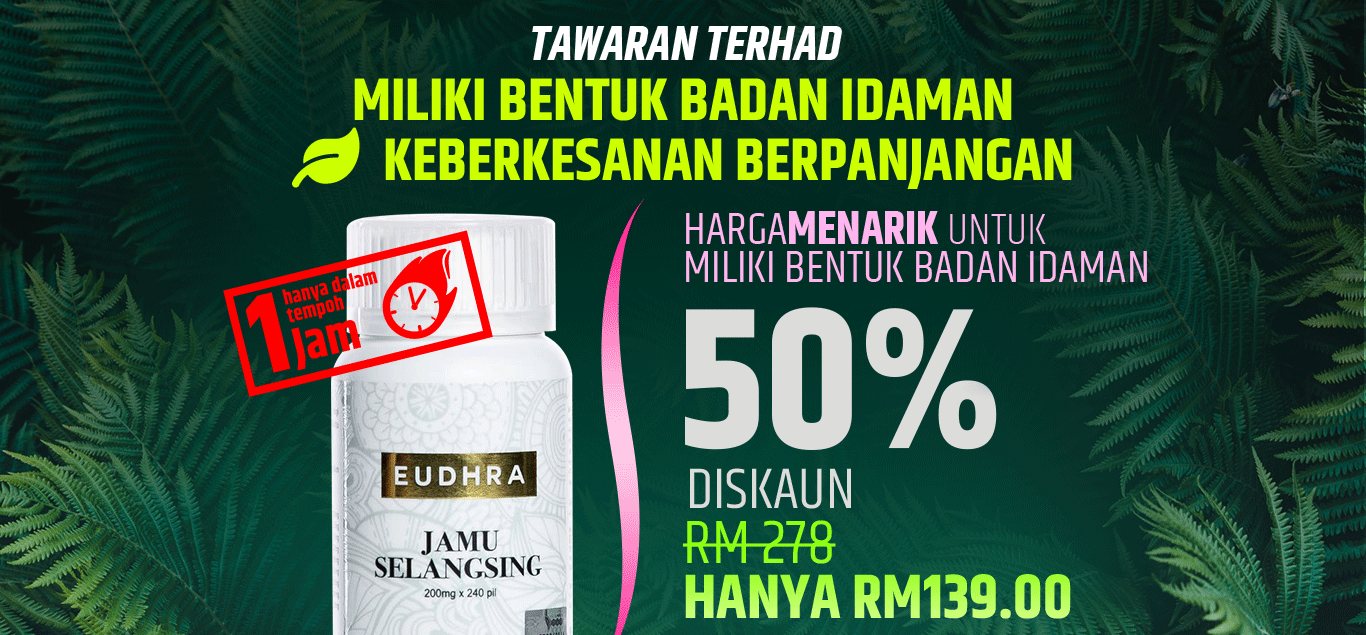 TAWARAN TERHAD
MILIKI BENTUK BADAN IDAMAN
KEBERKESANAN BERPANJANGAN
1 hanya dalam
tempoh
Jam
HARGAMENARIK UNTUK
MILIKI BENTUK BADAN IDAMAN
50%
DISKAUN
RM 278
HANYA RM139.00
EUDHRA
JAMU
SELANGSING
200mg x 240 pil